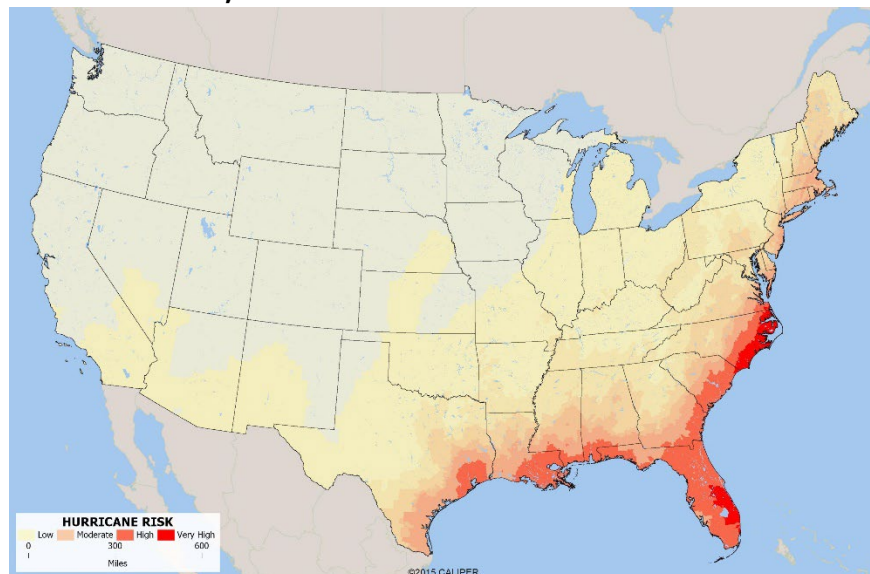 HURRICANE RISK
Low Moderate High Very High
0 300 600
Miles
©2015 CALIPER